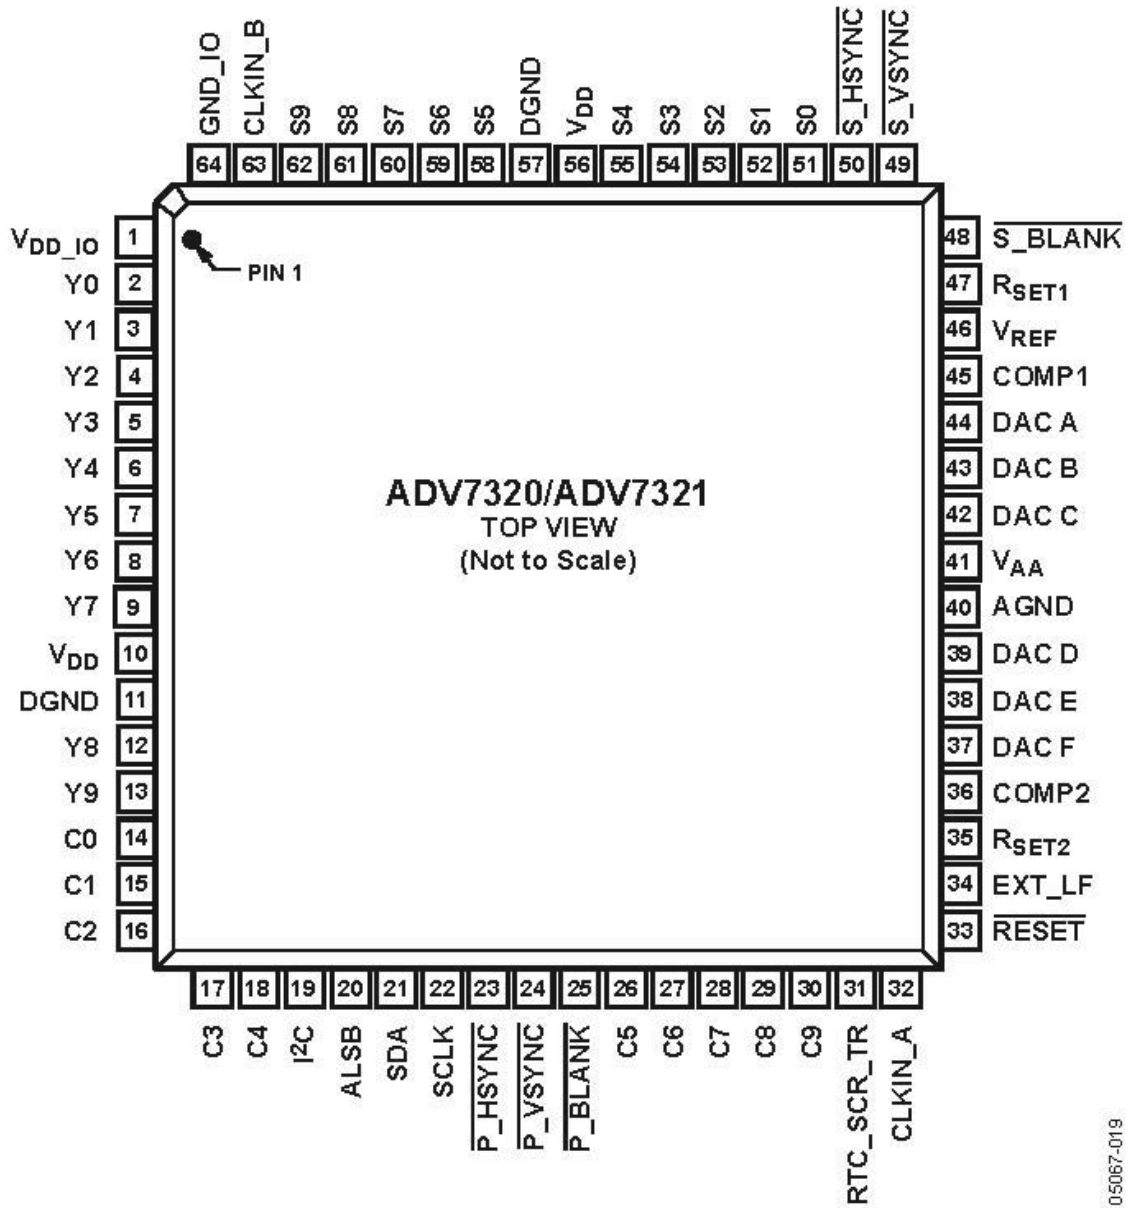 GND_IO
CLKIN_B
S9
S8
S7
S6
S5
DGND
VDD
S4
S3
S2
S1
S0
S_HSYNC
S_VSYNC
64 63 62 61 60 59 58 57 56 55 54 53 52 51 50 49
VDD_IO 1
48 S_BLANK
PIN 1
Y0 2
47 RSET1
Y1 3
46 VREF
Y2 4
45 COMP1
Y3 5
44 DAC A
Y4 6
43 DAC B
ADV7320/ADV7321
Y5 7
42 DAC C
TOP VIEW
(Not to Scale)
Y6 8
41 VAA
Y7 9
40 AGND
VDD 10
39 DAC D
DGND 11
38 DAC E
Y8 12
37 DAC F
Y9 13
36 COMP2
C0 14
35 RSET2
C1 15
34 EXT_LF
C2 16
33 RESET
17 18 19 20 21 22 23 24 25 26 27 28 29 30 31 32
C3
C4
I2C
ALSB
SDA
SCLK
P_HSYNC
P_VSYNC
P_BLANK
C5
C6
C7
C8
C9
RTC_SCR_TR
CLKIN_A
05067-019